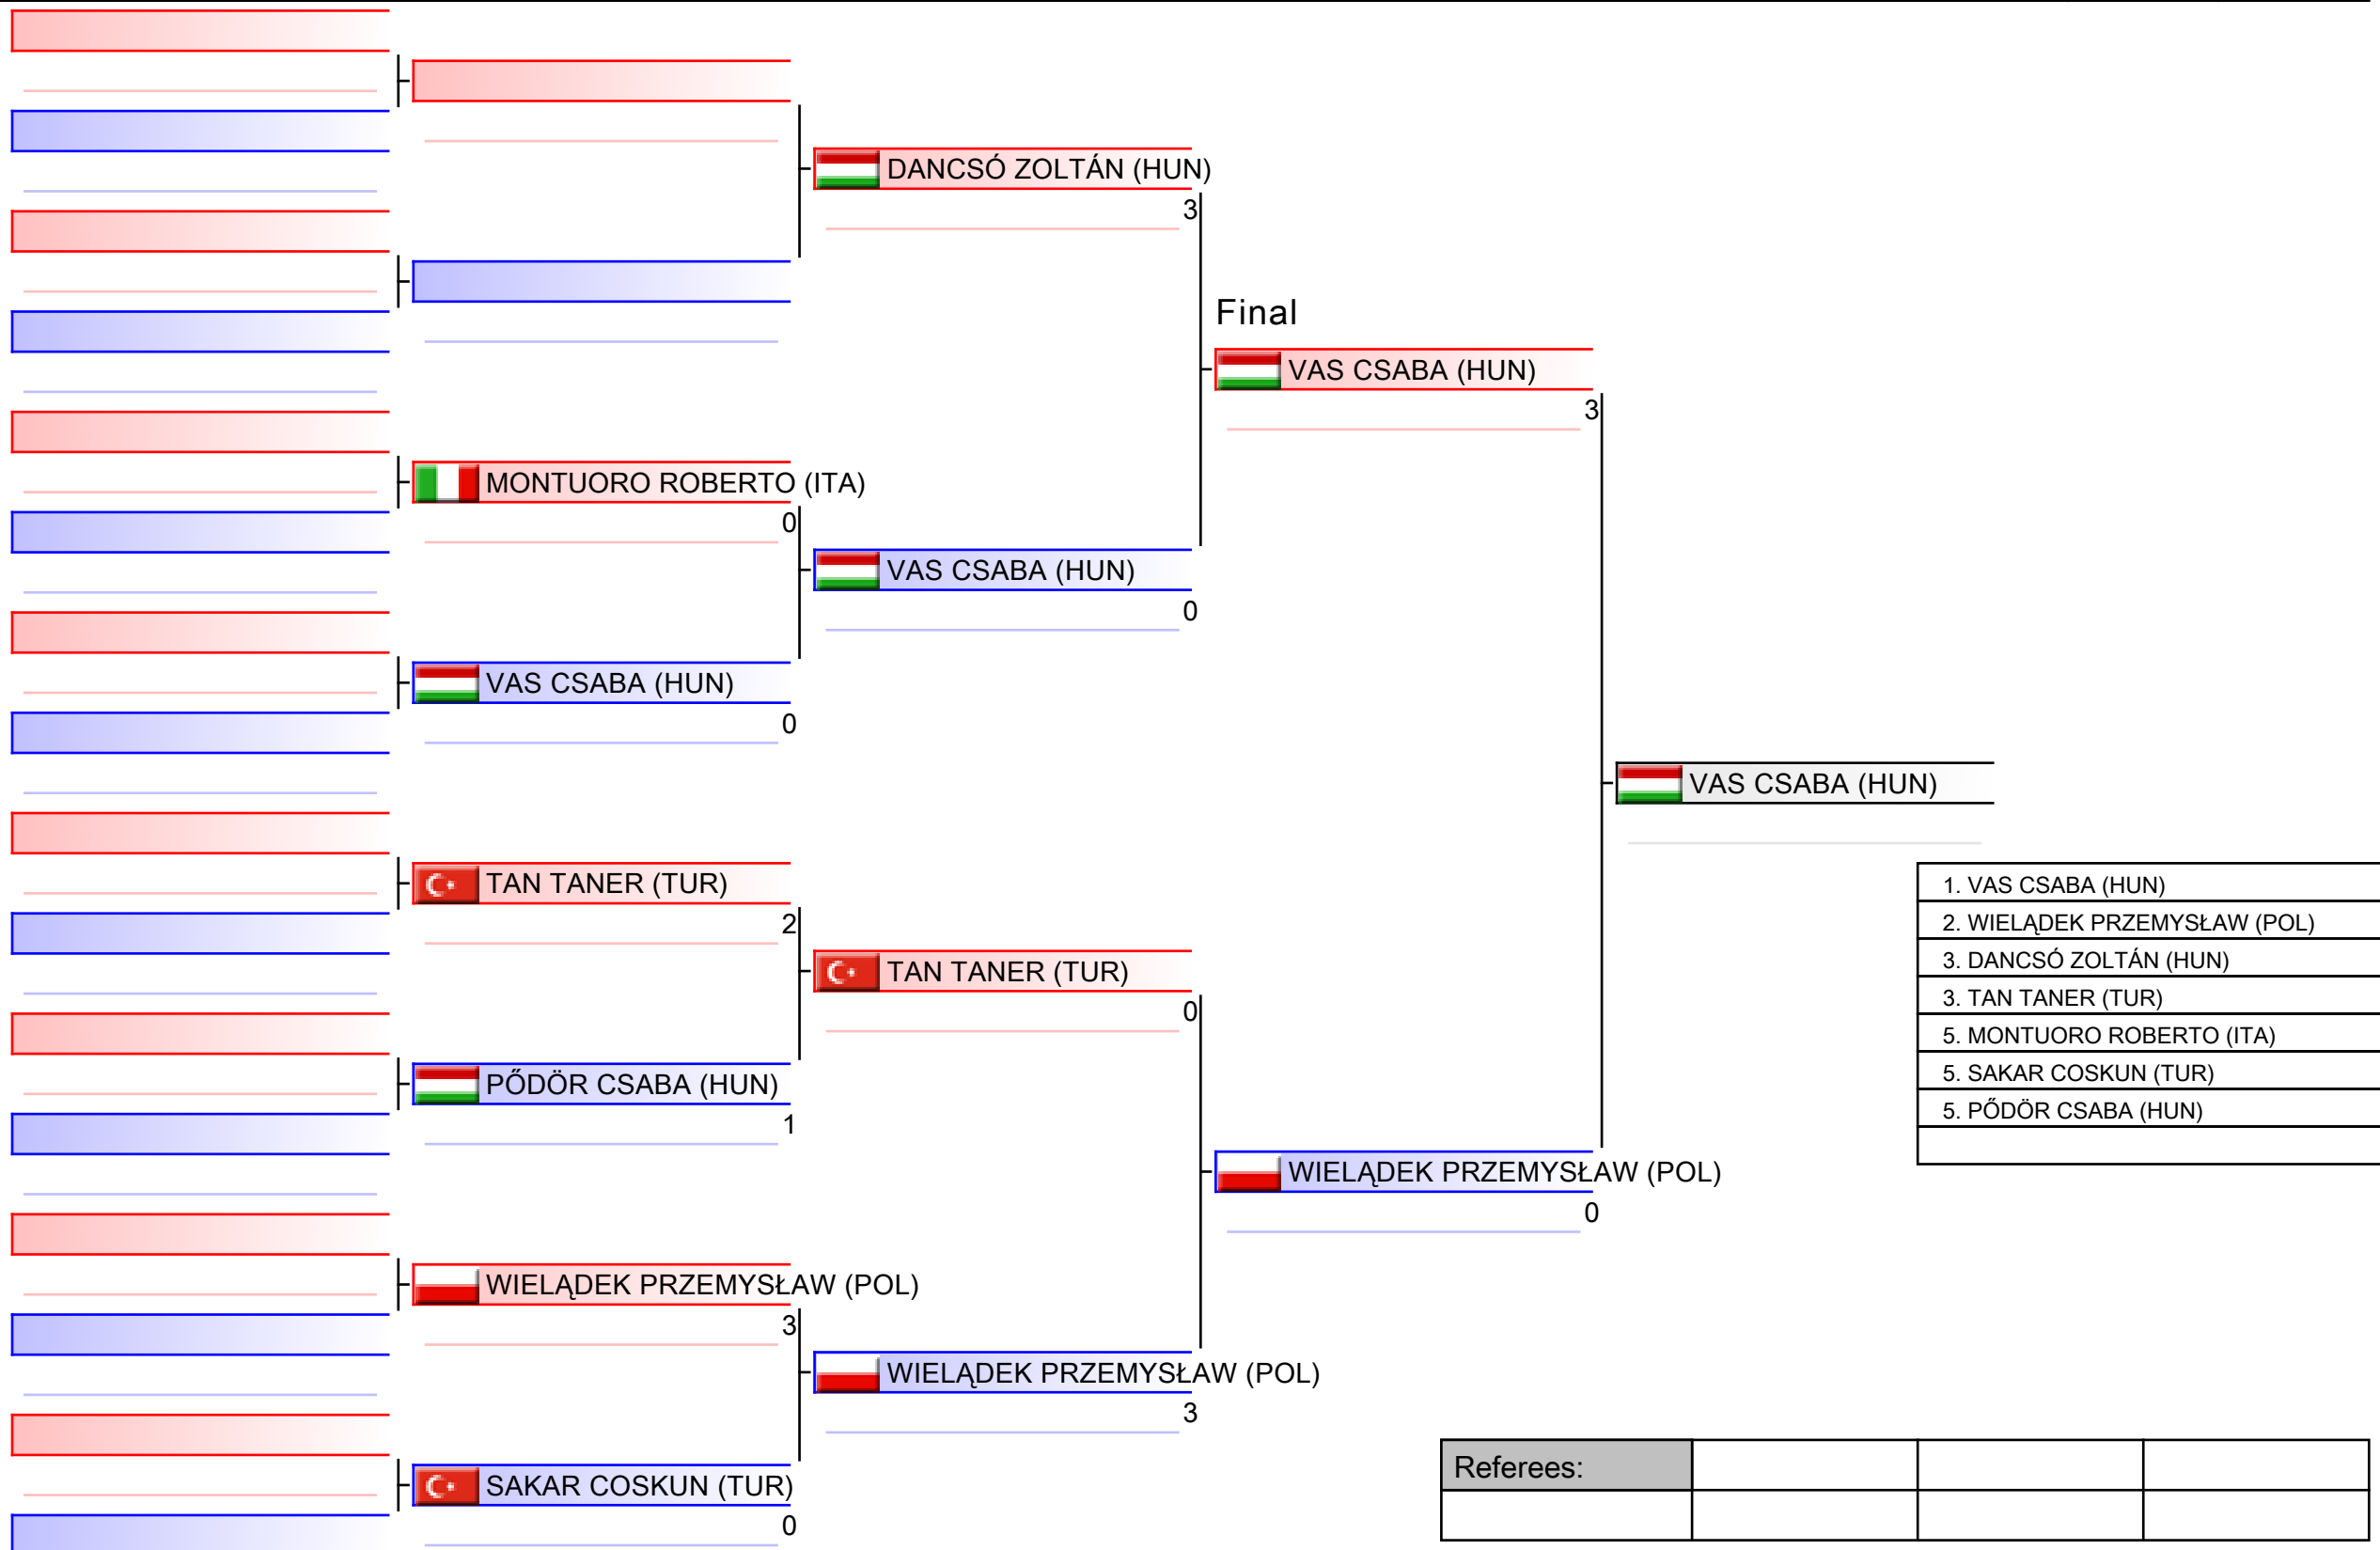 DANCSÓ ZOLTÁN (HUN)
3
Final
VAS CSABA (HUN)
3
MONTUORO ROBERTO (ITA)
0
VAS CSABA (HUN)
0
VAS CSABA (HUN)
0
VAS CSABA (HUN)
TAN TANER (TUR)
2
TAN TANER (TUR)
0
PŐDÖR CSABA (HUN)
1
WIELĄDEK PRZEMYSŁAW (POL)
0
WIELĄDEK PRZEMYSŁAW (POL)
3
WIELĄDEK PRZEMYSŁAW (POL)
3
SAKAR COSKUN (TUR)
0
1. VAS CSABA (HUN)
2. WIELĄDEK PRZEMYSŁAW (POL)
3. DANCSÓ ZOLTÁN (HUN)
3. TAN TANER (TUR)
5. MONTUORO ROBERTO (ITA)
5. SAKAR COSKUN (TUR)
5. PŐDÖR CSABA (HUN)
Referees: